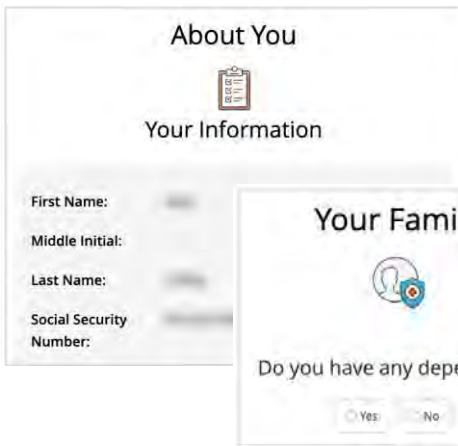 About You
Your Information
First Name:
Middle Initial:
Last Name:
Social Security
Number:
Your Fami
Do you have any depe
Yes
No